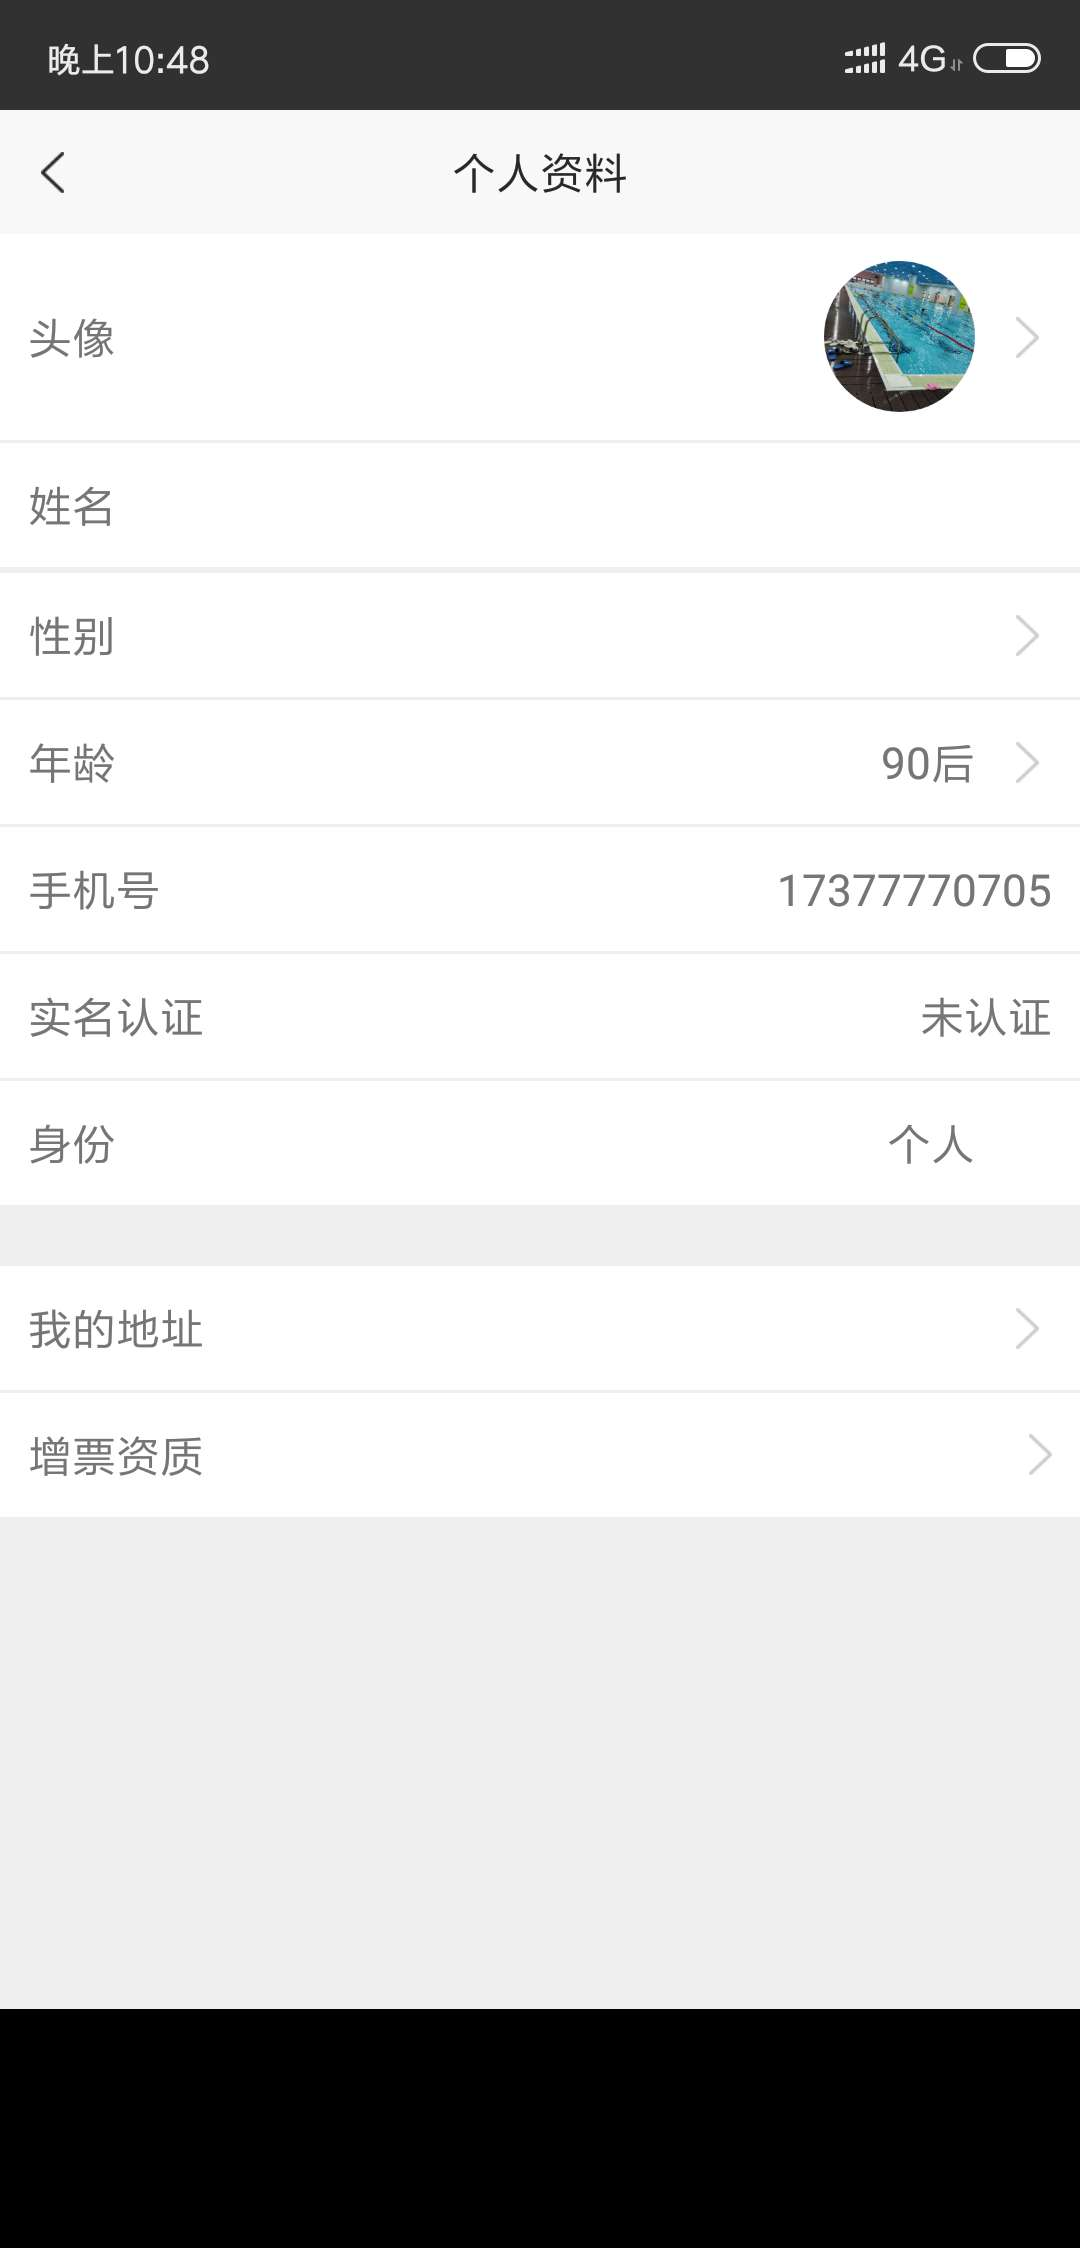 晚上10:48 4G
个人资料
头像
姓名
性别
年龄 90后
手机号 17377770705
实名认证 未认证
身份 个人
我的地址
增票资质